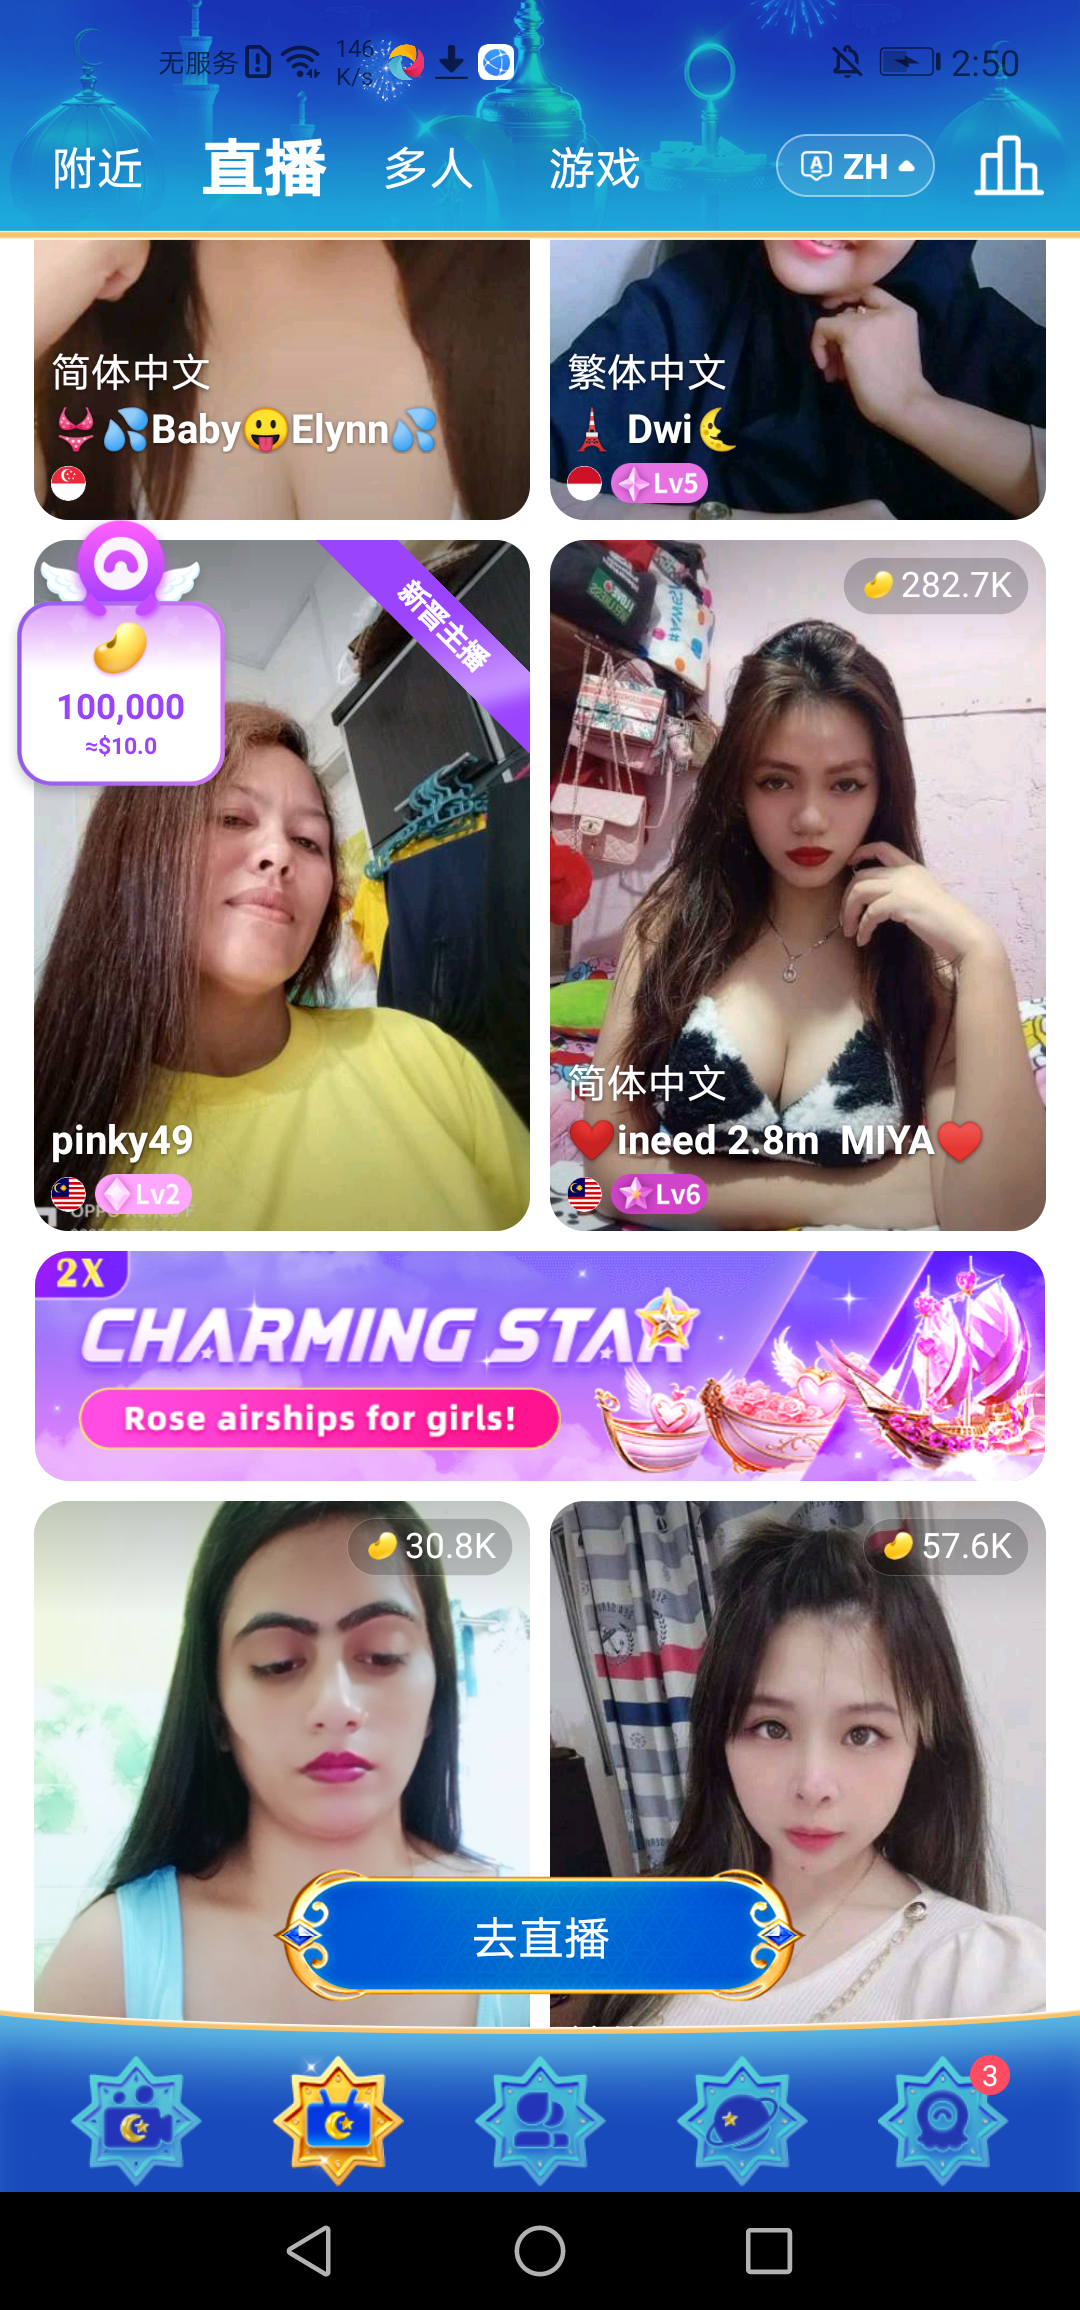 无服务 146 K/s 2:50
附近 直播 多人 游戏 ZH
简体中文
👙💦Baby😛Elynn💦
繁体中文
🗼 Dwi🌜
Lv5
新晋主播
100,000
≈$10.0
pinky49
Lv2
282.7K
简体中文
❤️ineed 2.8m MIYA♥️
Lv6
2X
CHARMING STAR
Rose airships for girls!
30.8K
57.6K
去直播
3